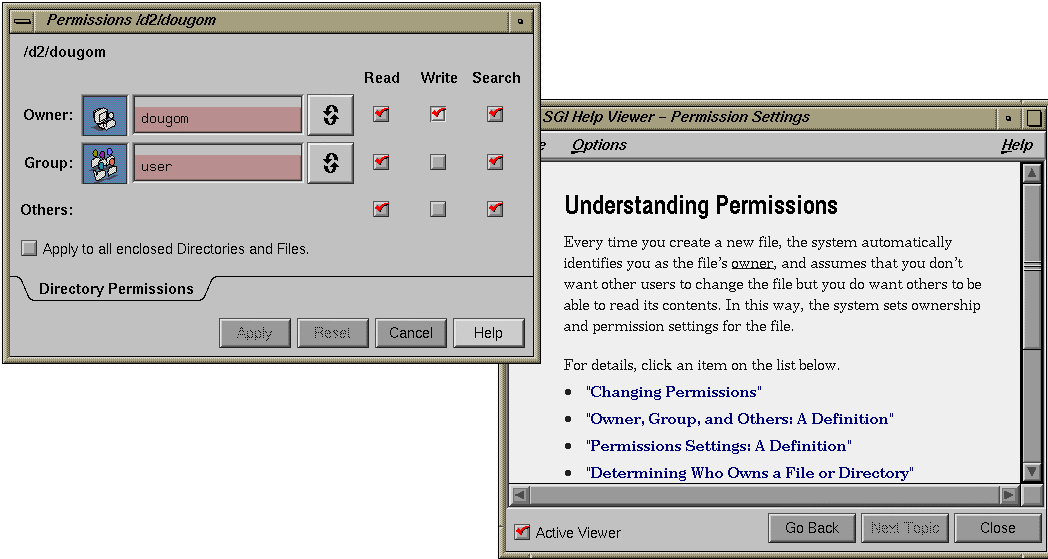 Permissions /d2/dougom
/d2/dougom
Read Write Search
Owner: dougom
Group: user
Others:
Apply to all enclosed Directories and Files.
Directory Permissions
Apply Reset Cancel Help
SGI Help Viewer – Permission Settings
Options Help
Understanding Permissions
Every time you create a new file, the system automatically
identifies you as the file's owner, and assumes that you don't
want other users to change the file but you do want others to be
able to read its contents. In this way, the system sets ownership
and permission settings for the file.
For details, click an item on the list below.
• "Changing Permissions"
• "Owner, Group, and Others: A Definition"
• "Permissions Settings: A Definition"
• "Determining Who Owns a File or Directory"
Active Viewer
Go Back Next Topic Close